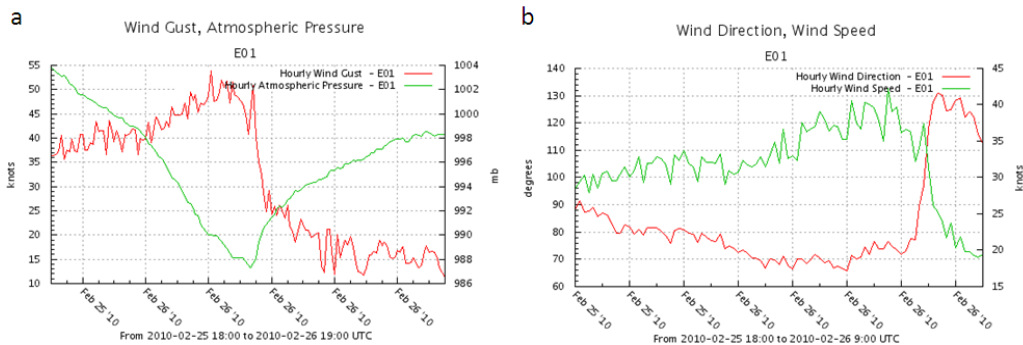 a
Wind Gust, Atmospheric Pressure
E01
Hourly Wind Gust - E01
Hourly Atmospheric Pressure - E01
55
50
45
40
35
30
25
20
15
10
knots
1004
1002
1000
998
996
994
992
990
988
986
mb
Feb 25 '10
Feb 26 '10
Feb 26 '10
Feb 26 '10
Feb 26 '10
Feb 26 '10
From 2010-02-25 18:00 to 2010-02-26 19:00 UTC
b
Wind Direction, Wind Speed
E01
Hourly Wind Direction - E01
Hourly Wind Speed - E01
140
130
120
110
100
90
80
70
60
degrees
45
40
35
30
25
20
15
knots
Feb 25 '10
Feb 25 '10
Feb 25 '10
Feb 26 '10
Feb 26 '10
Feb 26 '10
Feb 26 '10
Feb 26 '10
From 2010-02-25 18:00 to 2010-02-26 9:00 UTC